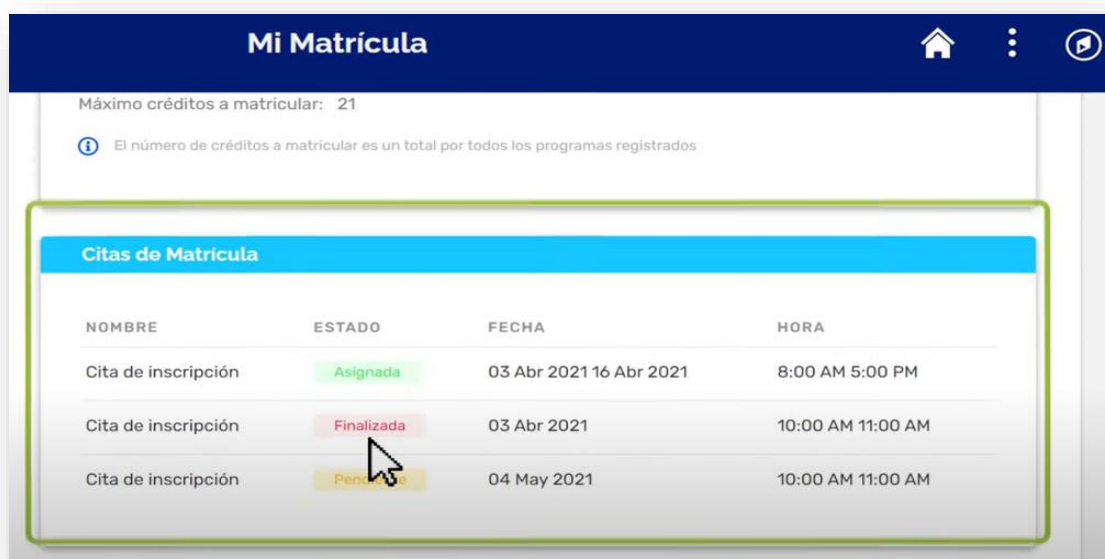 Mi Matrícula
Máximo créditos a matricular: 21
El número de créditos a matricular es un total por todos los programas registrados
Citas de Matrícula
NOMBRE ESTADO FECHA HORA
Cita de inscripción Asignada 03 Abr 2021 16 Abr 2021 8:00 AM 5:00 PM
Cita de inscripción Finalizada 03 Abr 2021 10:00 AM 11:00 AM
Cita de inscripción 04 May 2021 10:00 AM 11:00 AM